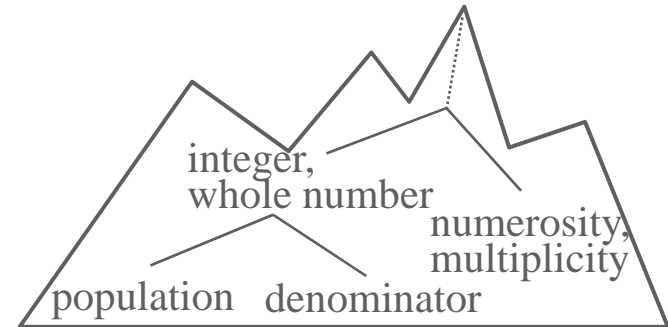 integer,
whole number
numerosity,
multiplicity
population
denominator